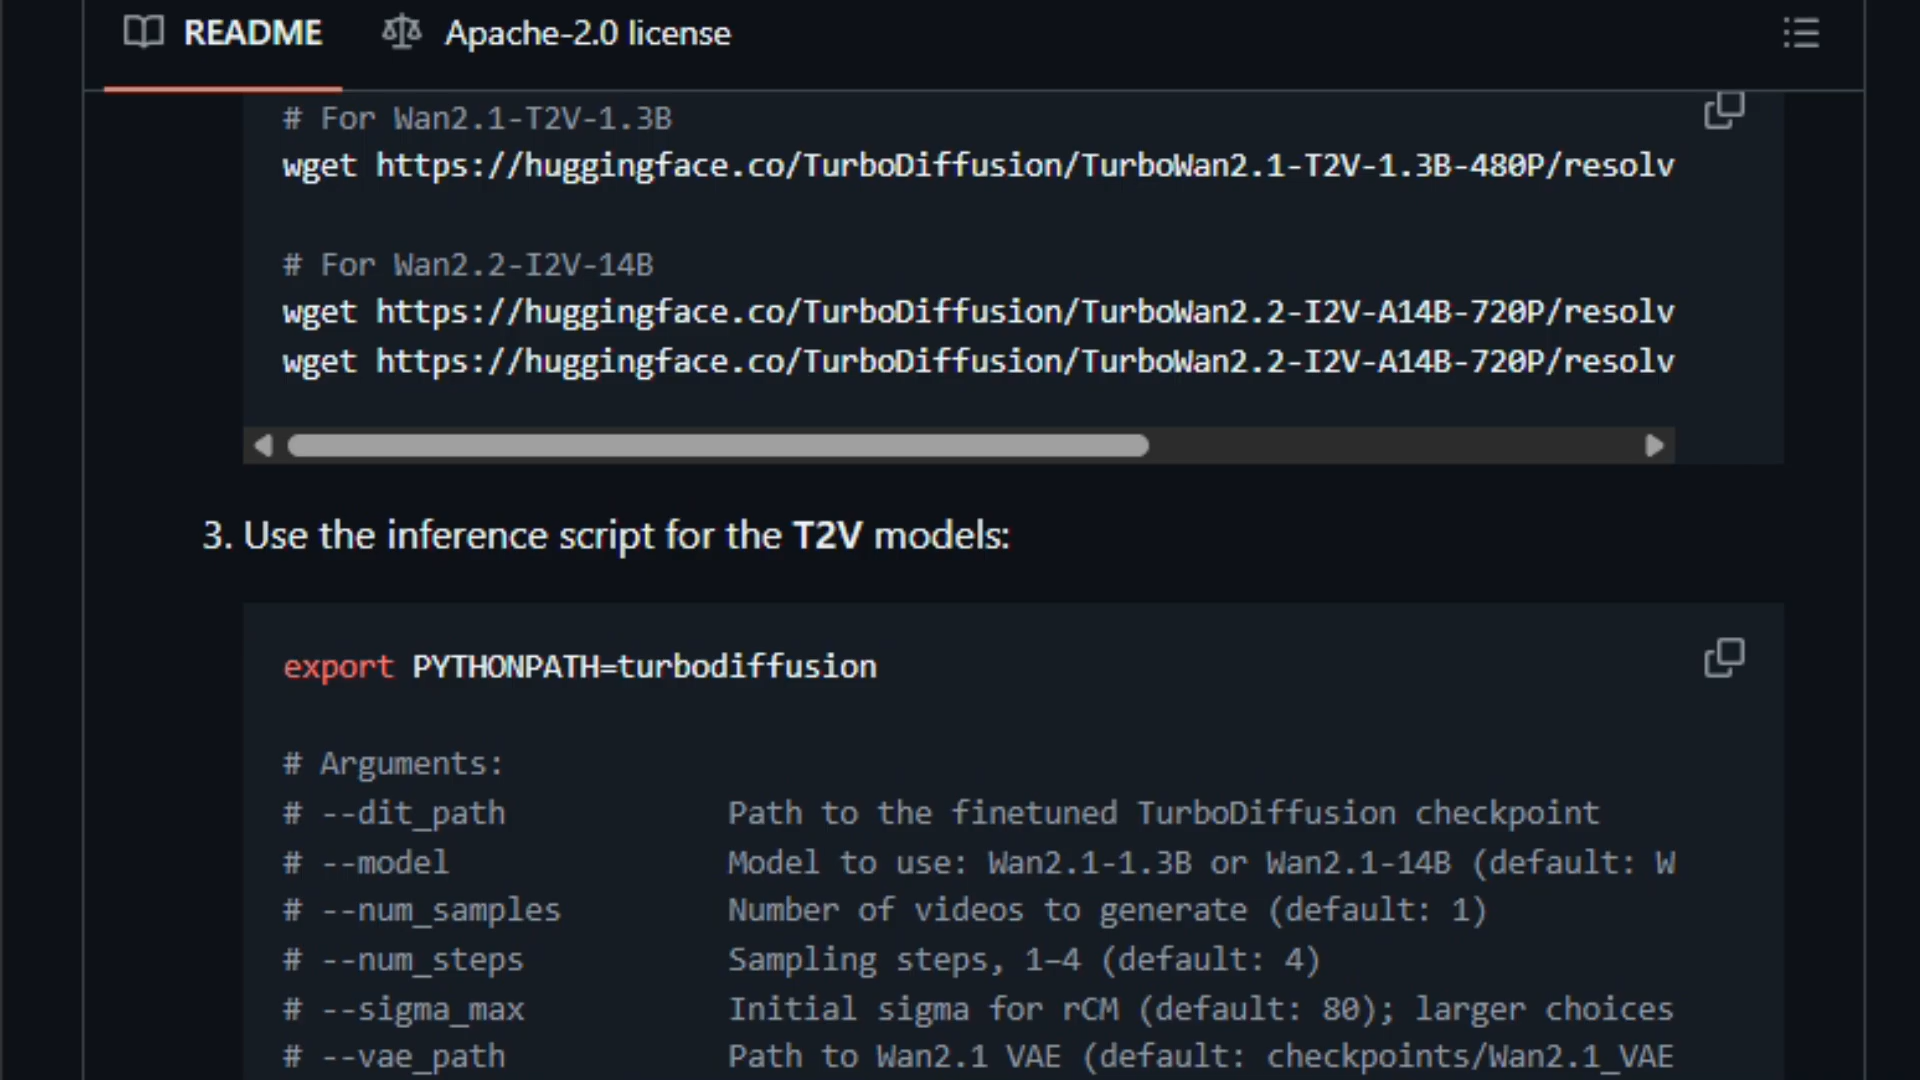 README
Apache-2.0 license
# For Wan2.1-T2V-1.3B
wget https://huggingface.co/TurboDiffusion/TurboWan2.1-T2V-1.3B-480P/resolv
# For Wan2.2-I2V-14B
wget https://huggingface.co/TurboDiffusion/TurboWan2.2-I2V-A14B-720P/resolv
wget https://huggingface.co/TurboDiffusion/TurboWan2.2-I2V-A14B-720P/resolv
3. Use the inference script for the T2V models:
export PYTHONPATH=turbodiffusion
# Arguments:
# --dit_path Path to the finetuned TurboDiffusion checkpoint
# --model Model to use: Wan2.1-1.3B or Wan2.1-14B (default: W
# --num_samples Number of videos to generate (default: 1)
# --num_steps Sampling steps, 1–4 (default: 4)
# --sigma_max Initial sigma for rCM (default: 80); larger choices
# --vae_path Path to Wan2.1 VAE (default: checkpoints/Wan2.1_VAE